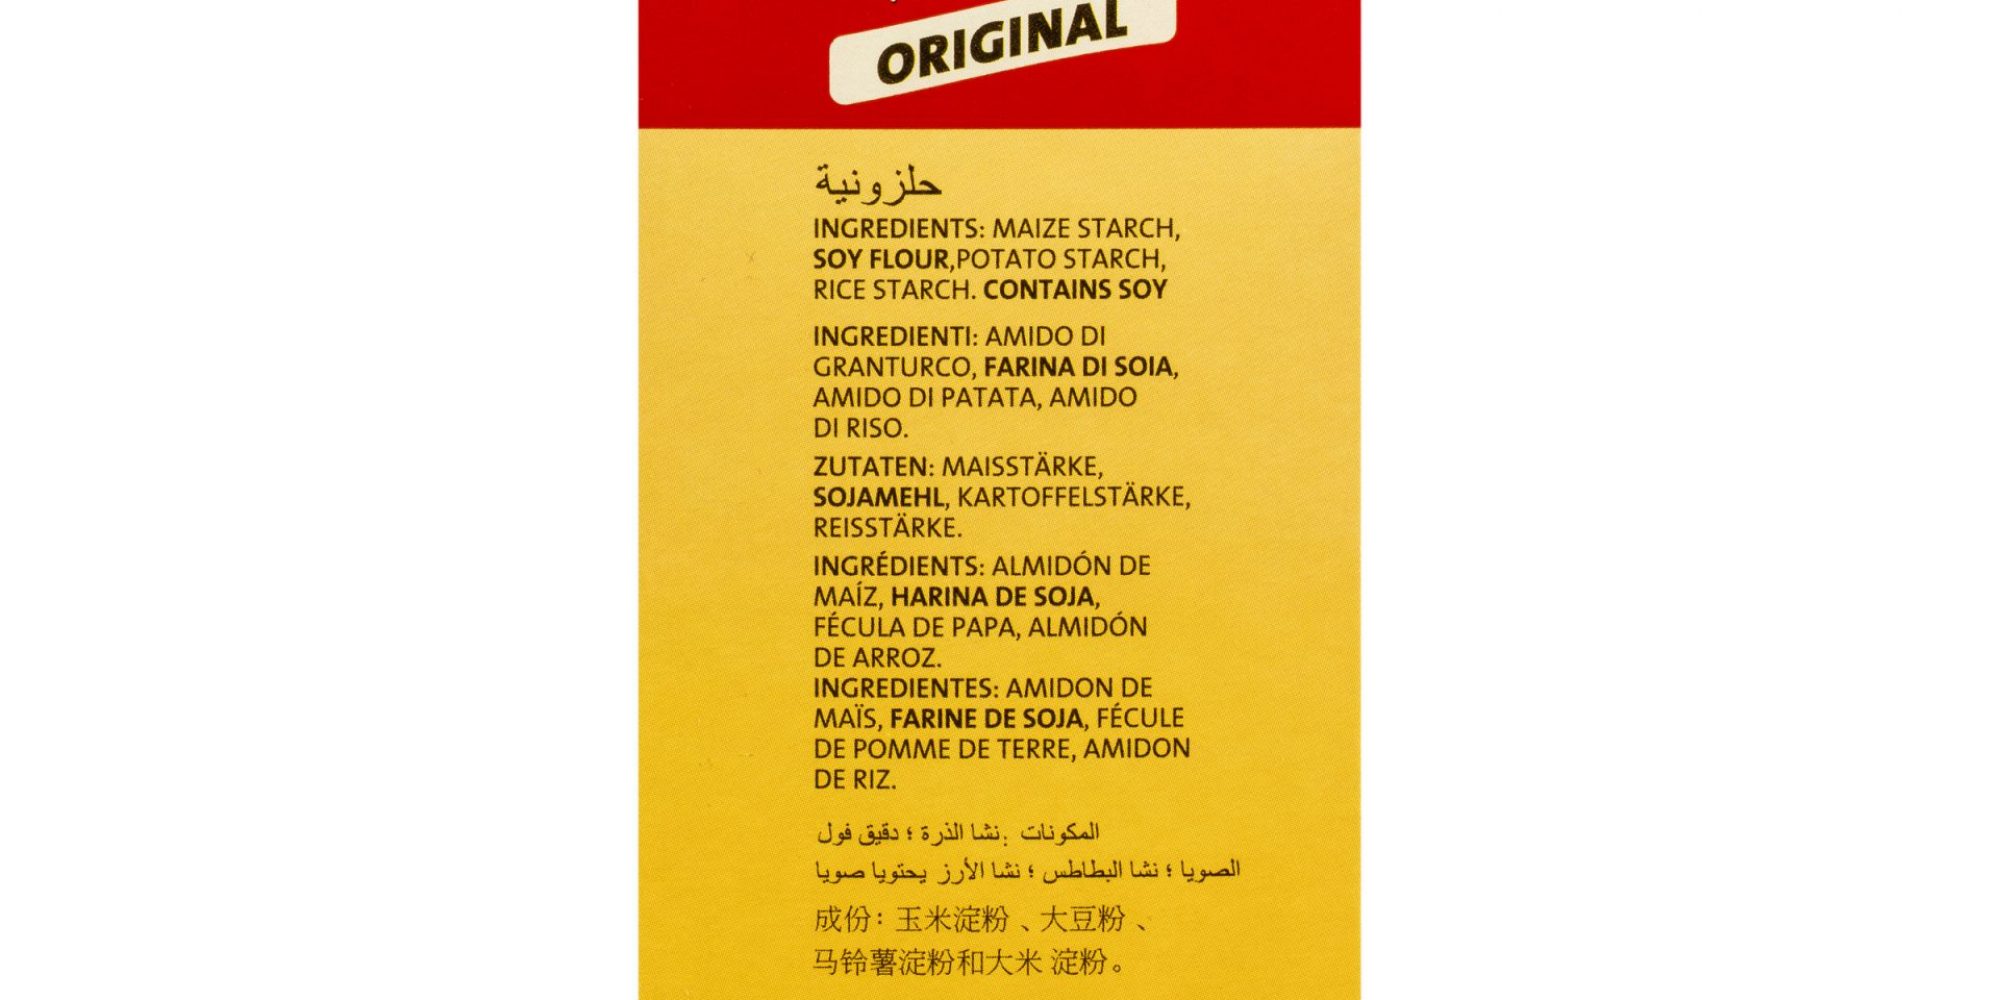 ORIGINAL
حلزونية
INGREDIENTS: MAIZE STARCH,
SOY FLOUR,POTATO STARCH,
RICE STARCH. CONTAINS SOY
INGREDIENTI: AMIDO DI
GRANTURCO, FARINA DI SOIA,
AMIDO DI PATATA, AMIDO
DI RISO.
ZUTATEN: MAISSTÄRKE,
SOJAMEHL, KARTOFFELSTÄRKE,
REISSTÄRKE.
INGRÉDIENTS: ALMIDÓN DE
MAÍZ, HARINA DE SOJA,
FÉCULA DE PAPA, ALMIDÓN
DE ARROZ.
INGREDIENTES: AMIDON DE
MAÏS, FARINE DE SOJA, FÉCULE
DE POMME DE TERRE, AMIDON
DE RIZ.
المكونات :نشا الذرة ؛ دقيق فول
الصويا ؛ نشا البطاطس ؛ نشا الأرز يحتويا صويا
成份：玉米淀粉、大豆粉、
马铃薯淀粉和大米 淀粉。